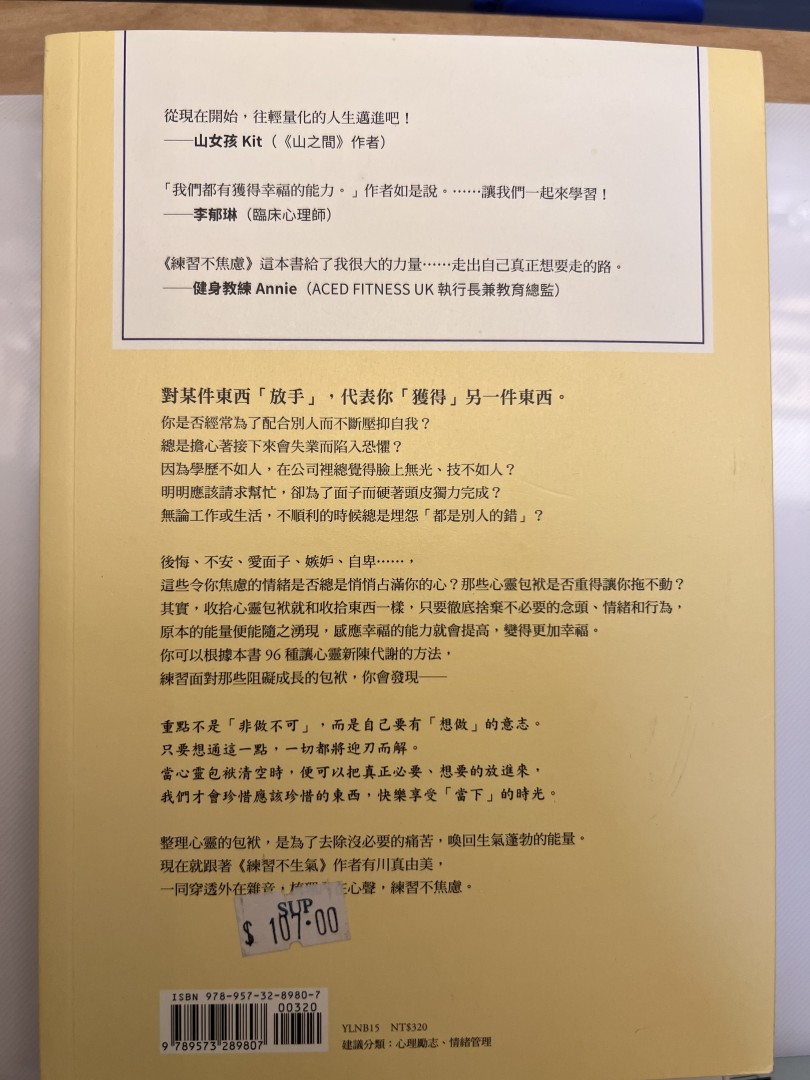 從現在開始，往輕量化的人生邁進吧！
——山女孩 Kit（《山之間》作者）
「我們都有獲得幸福的能力。」作者如是說。……讓我們一起來學習！
——李郁琳（臨床心理師）
《練習不焦慮》這本書給了我很大的力量……走出自己真正想要走的路。
——健身教練 Annie（ACED FITNESS UK 執行長兼教育總監）
對某件東西「放手」，代表你「獲得」另一件東西。
你是否經常為了配合別人而不斷壓抑自我？
總是擔心著接下來會失業而陷入恐懼？
因為學歷不如人，在公司裡總覺得臉上無光、技不如人？
明明應該請求幫忙，卻為了面子而硬著頭皮獨力完成？
無論工作或生活，不順利的時候總是埋怨「都是別人的錯」？
後悔、不安、愛面子、嫉妒、自卑……，
這些令你焦慮的情緒是否總是悄悄占滿你的心？那些心靈包袱是否重得讓你拖不動？
其實，收拾心靈包袱就和收拾東西一樣，只要徹底捨棄不必要的念頭、情緒和行為，
原本的能量便能隨之湧現，感應幸福的能力就會提高，變得更加幸福。
你可以根據本書 96 種讓心靈新陳代謝的方法，
練習面對那些阻礙成長的包袱，你會發現——
重點不是「非做不可」，而是自己要有「想做」的意志。
只要想通這一點，一切都將迎刃而解。
當心靈包袱清空時，便可以把真正必要、想要的放進來，
我們才會珍惜應該珍惜的東西，快樂享受「當下」的時光。
整理心靈的包袱，是為了去除沒必要的痛苦，喚回生氣蓬勃的能量。
現在就跟著《練習不生氣》作者有川真由美，
一同穿透外在雜音，心聲，練習不焦慮。
SUP
$ 107.00
ISBN 978-957-32-8980-7
00320
9 789573 289807
YLNB15 NT$320
建議分類：心理勵志、情緒管理